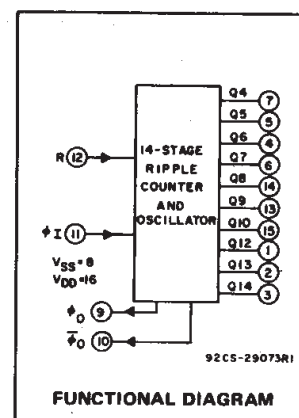 Q4 7
Q5 5
Q6 4
Q7 6
Q8 14
Q9 13
Q10 15
Q12 1
Q13 2
Q14 3
14-STAGE
RIPPLE
COUNTER
AND
OSCILLATOR
R 12
ϕI 11
VSS=8
VDD=16
ϕO 9
ϕ̅O 10
92CS-29073R1
FUNCTIONAL DIAGRAM